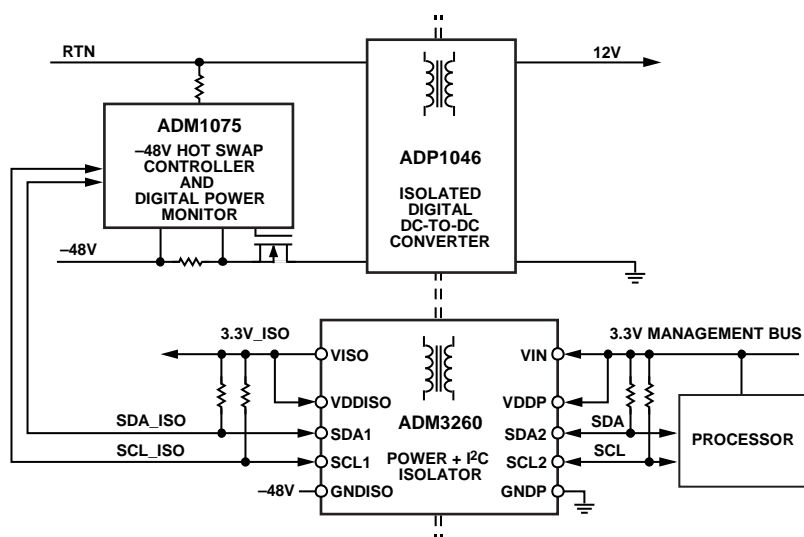 RTN
12V
ADM1075
–48V HOT SWAP
CONTROLLER
AND
DIGITAL POWER
MONITOR
ADP1046
ISOLATED
DIGITAL
DC-TO-DC
CONVERTER
–48V
3.3V_ISO
VISO
VIN
3.3V MANAGEMENT BUS
VDDISO
VDDP
ADM3260
SDA_ISO
SDA1
SDA2
SDA
PROCESSOR
POWER + I²C
ISOLATOR
SCL_ISO
SCL1
SCL2
SCL
–48V
GNDISO
GNDP